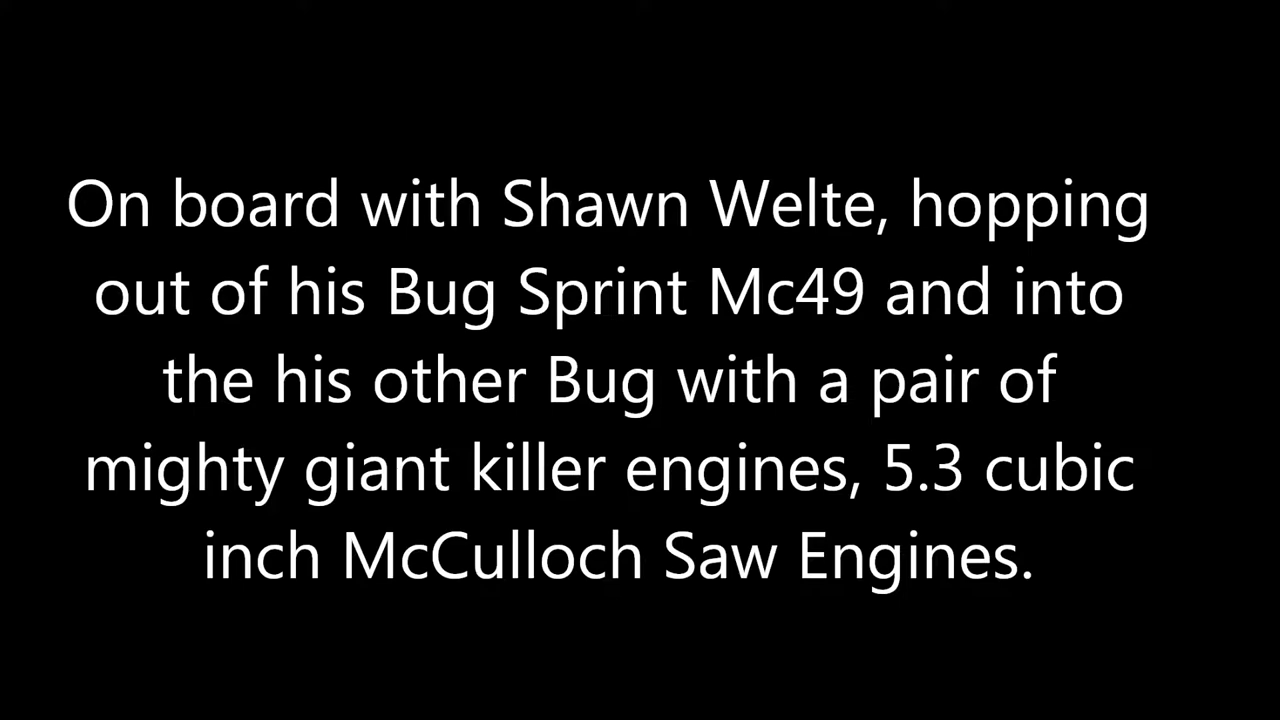 On board with Shawn Welte, hopping
out of his Bug Sprint Mc49 and into
the his other Bug with a pair of
mighty giant killer engines, 5.3 cubic
inch McCulloch Saw Engines.